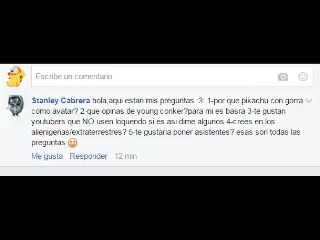 Escribe un comentario...
Stanley Cabrera hola,aqui estan mis preguntas :3: 1-por que pikachu con gorra
como avatar? 2-que opinas de young conker?para mi es basra 3-te gustan
youtubers que NO usen loquendo si es asi dime algunos 4-crees en los
alienigenas/extraterrestres? 5-te gustaria poner asistentes? esas son todas las
preguntas
Me gusta Responder 12 min